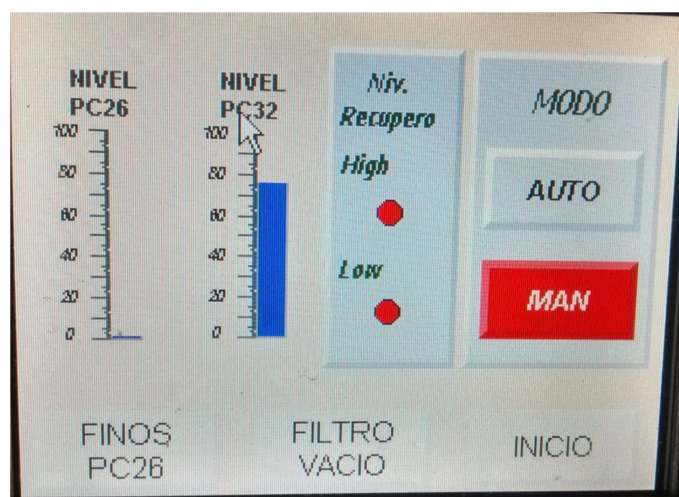 NIVEL
PC26
100
80
60
40
20
0
NIVEL
PC32
100
80
60
40
20
0
Niv.
Recupero
High
Low
MODO
AUTO
MAN
FINOS
PC26
FILTRO
VACIO
INICIO